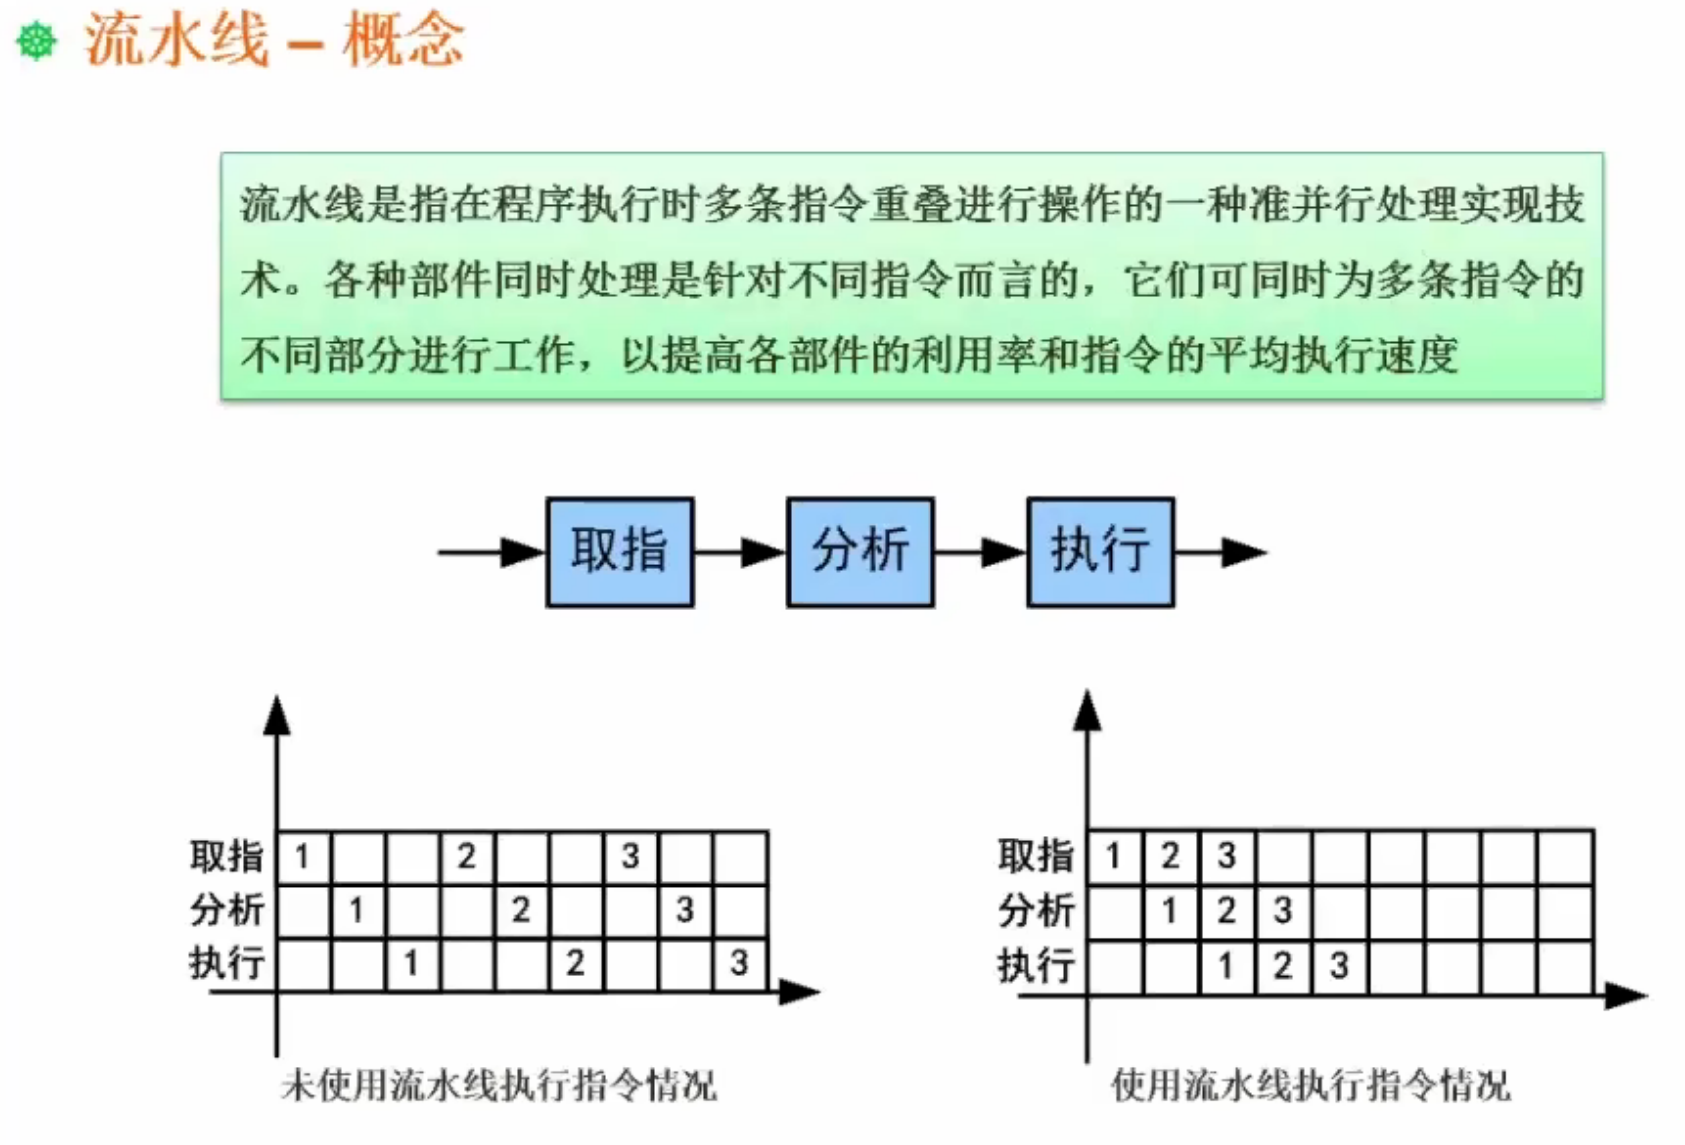 流水线 – 概念
流水线是指在程序执行时多条指令重叠进行操作的一种准并行处理实现技
术。各种部件同时处理是针对不同指令而言的，它们可同时为多条指令的
不同部分进行工作，以提高各部件的利用率和指令的平均执行速度
取指 分析 执行
取指 1 2 3
分析 1 2 3
执行 1 2 3
未使用流水线执行指令情况
取指 1 2 3
分析 1 2 3
执行 1 2 3
使用流水线执行指令情况